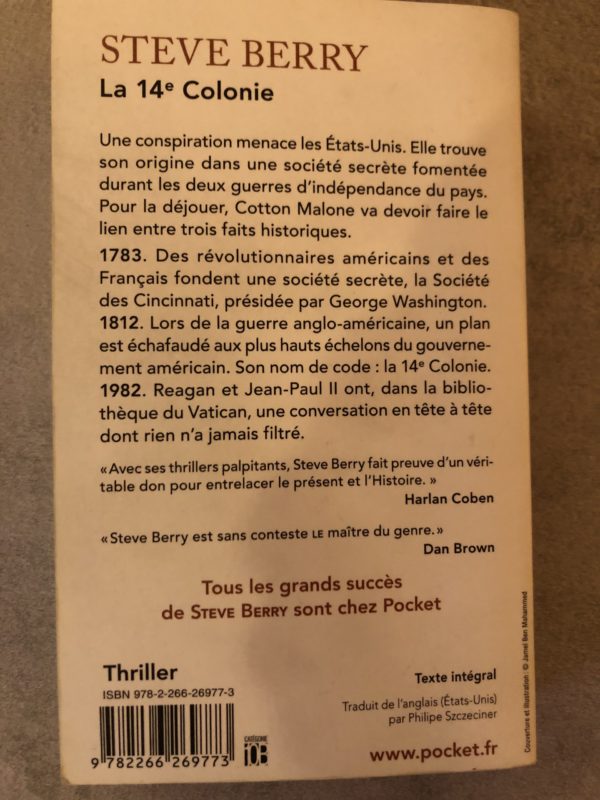 STEVE BERRY
La 14e Colonie
Une conspiration menace les États-Unis. Elle trouve
son origine dans une société secrète fomentée
durant les deux guerres d'indépendance du pays.
Pour la déjouer, Cotton Malone va devoir faire le
lien entre trois faits historiques.
1783. Des révolutionnaires américains et des
Français fondent une société secrète, la Société
des Cincinnati, présidée par George Washington.
1812. Lors de la guerre anglo-américaine, un plan
est échafaudé aux plus hauts échelons du gouverne-
ment américain. Son nom de code : la 14e Colonie.
1982. Reagan et Jean-Paul II ont, dans la biblio-
thèque du Vatican, une conversation en tête à tête
dont rien n'a jamais filtré.
« Avec ses thrillers palpitants, Steve Berry fait preuve d'un véri-
table don pour entrelacer le présent et l'Histoire. »
Harlan Coben
« Steve Berry est sans conteste LE maître du genre. »
Dan Brown
Tous les grands succès
de STEVE BERRY sont chez Pocket
Thriller
ISBN 978-2-266-26977-3
9 782266 269773
CATÉGORIE
Texte intégral
Traduit de l'anglais (États-Unis)
par Philipe Szczeciner
www.pocket.fr
Couverture et illustration : © Jamel Ben Mahammed